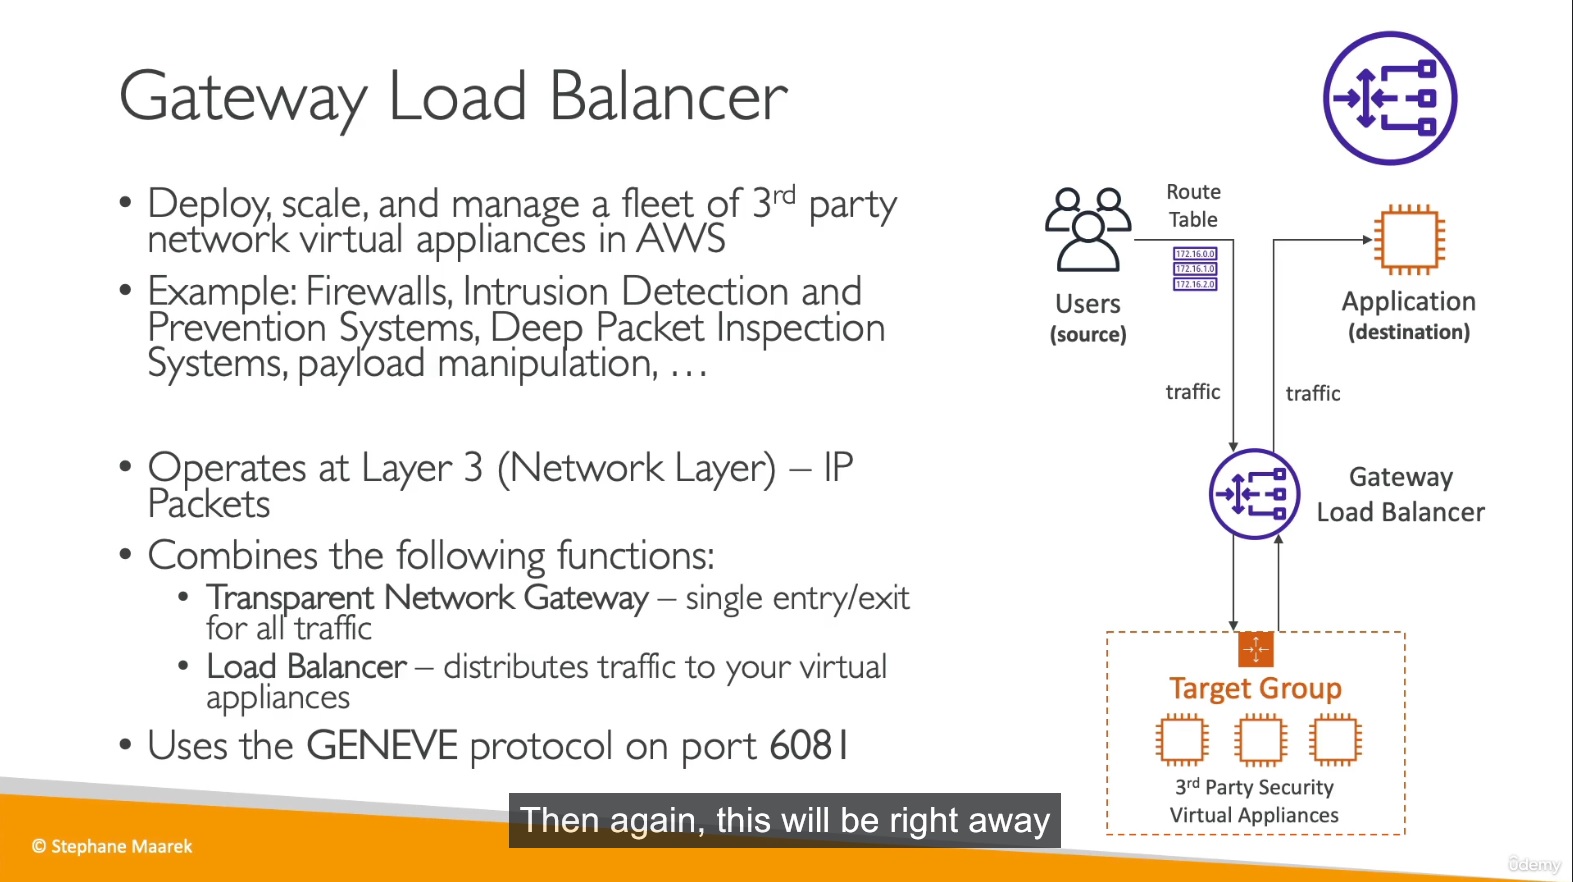 Gateway Load Balancer
• Deploy, scale, and manage a fleet of 3rd party
network virtual appliances in AWS
• Example: Firewalls, Intrusion Detection and
Prevention Systems, Deep Packet Inspection
Systems, payload manipulation, …
• Operates at Layer 3 (Network Layer) – IP
Packets
• Combines the following functions:
• Transparent Network Gateway – single entry/exit
for all traffic
• Load Balancer – distributes traffic to your virtual
appliances
• Uses the GENEVE protocol on port 6081
Route
Table
172.16.0.0
172.16.1.0
172.16.2.0
Users
(source)
Application
(destination)
traffic
traffic
Gateway
Load Balancer
Target Group
3rd Party Security
Virtual Appliances
Then again, this will be right away
© Stephane Maarek
ûdemy